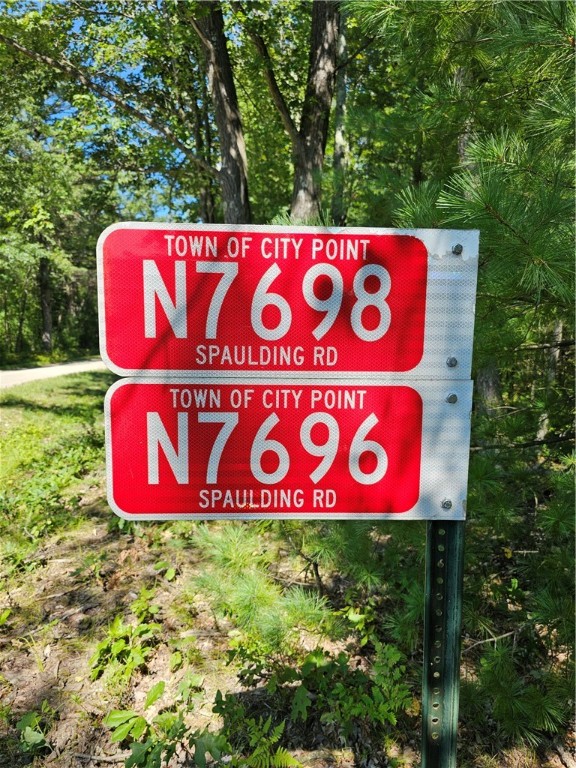 TOWN OF CITY POINT
N7698
SPAULDING RD
TOWN OF CITY POINT
N7696
SPAULDING RD